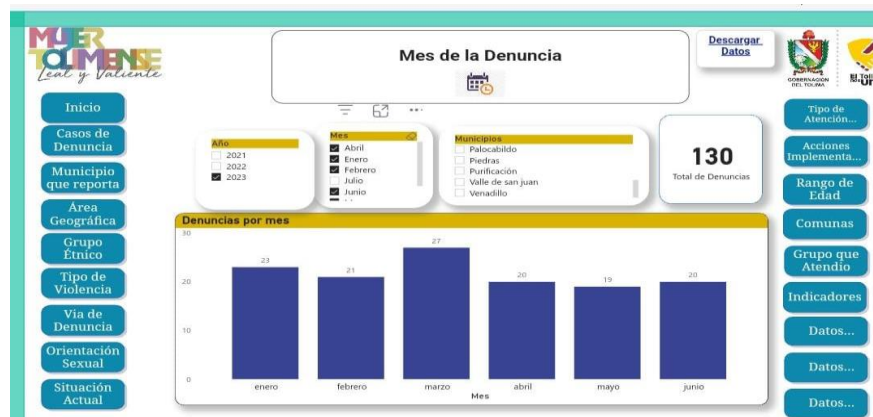 MUJER
TOLIMENSE
Leal y Valiente
Mes de la Denuncia
Descargar
Datos
GOBERNACIÓN
DEL TOLIMA
Inicio
Casos de
Denuncia
Municipio
que reporta
Área
Geográfica
Grupo
Étnico
Tipo de
Violencia
Via de
Denuncia
Orientación
Sexual
Situación
Actual
Año
2021
2022
2023
Mes
Abril
Enero
Febrero
Julio
Junio
Municipios
Palocabildo
Piedras
Purificación
Valle de san juan
Venadillo
130
Total de Denuncias
Tipo de
Atención...
Acciones
Implementa...
Rango de
Edad
Comunas
Grupo que
Atendio
Indicadores
Datos...
Datos...
Datos...
Denuncias por mes
30
20
10
0
23
21
27
20
19
20
enero
febrero
marzo
abril
mayo
junio
Mes